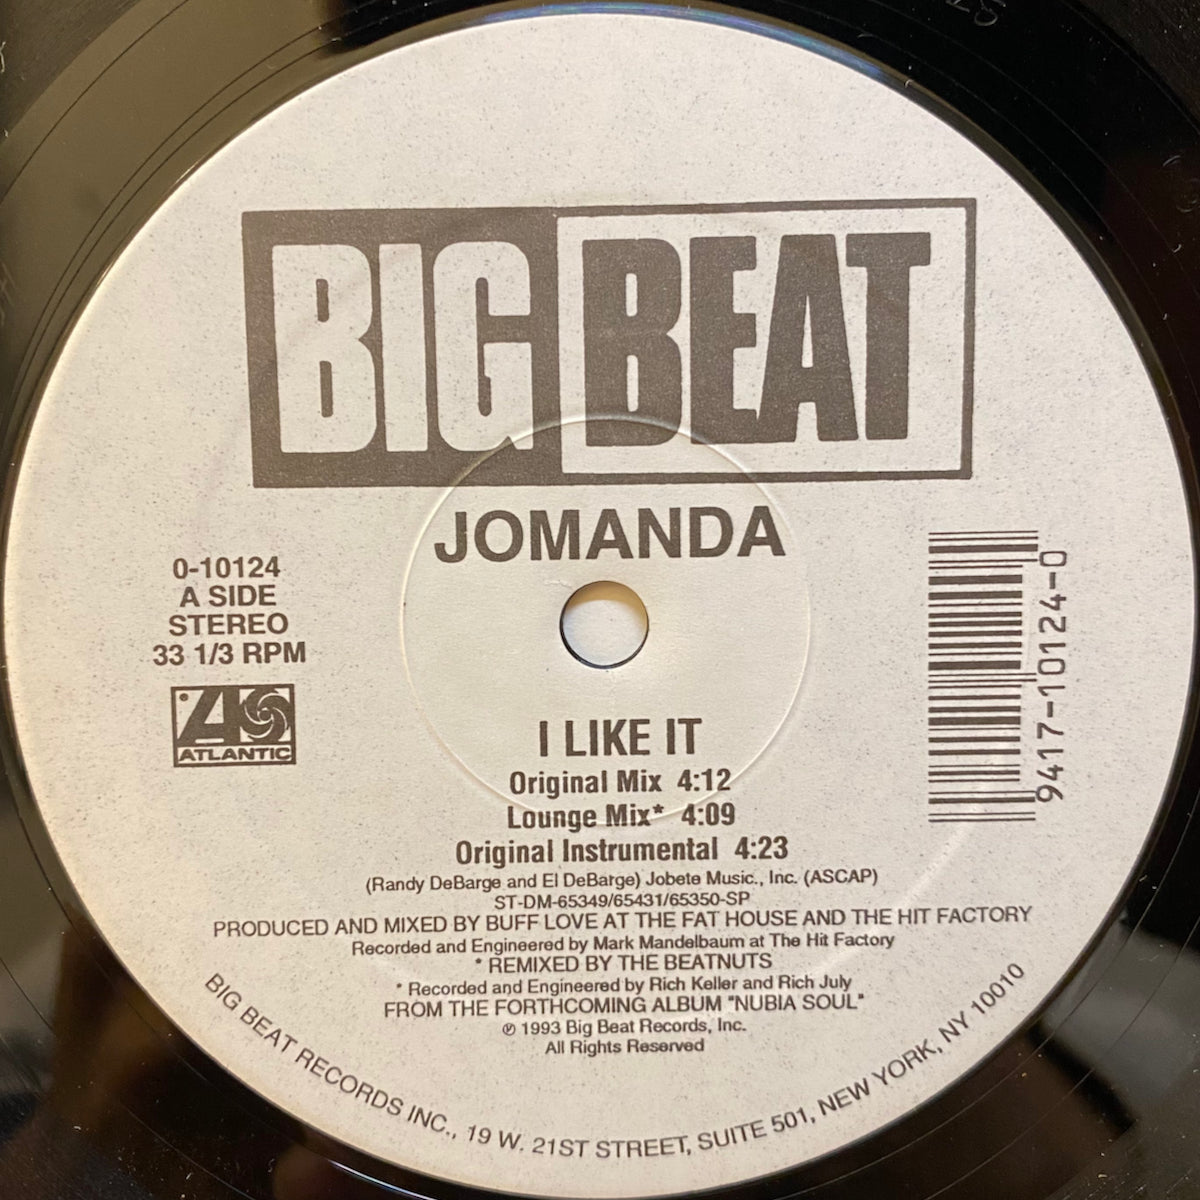 BIG BEAT
JOMANDA
0-10124
A SIDE
STEREO
33 1/3 RPM
ATLANTIC
9417-10124-0
I LIKE IT
Original Mix 4:12
Lounge Mix* 4:09
Original Instrumental 4:23
(Randy DeBarge and El DeBarge) Jobete Music., Inc. (ASCAP)
ST-DM-65349/65431/65350-SP
PRODUCED AND MIXED BY BUFF LOVE AT THE FAT HOUSE AND THE HIT FACTORY
Recorded and Engineered by Mark Mandelbaum at The Hit Factory
* REMIXED BY THE BEATNUTS
* Recorded and Engineered by Rich Keller and Rich July
FROM THE FORTHCOMING ALBUM "NUBIA SOUL"
℗ 1993 Big Beat Records, Inc.
All Rights Reserved
BIG BEAT RECORDS INC., 19 W. 21ST STREET, SUITE 501, NEW YORK, NY 10010